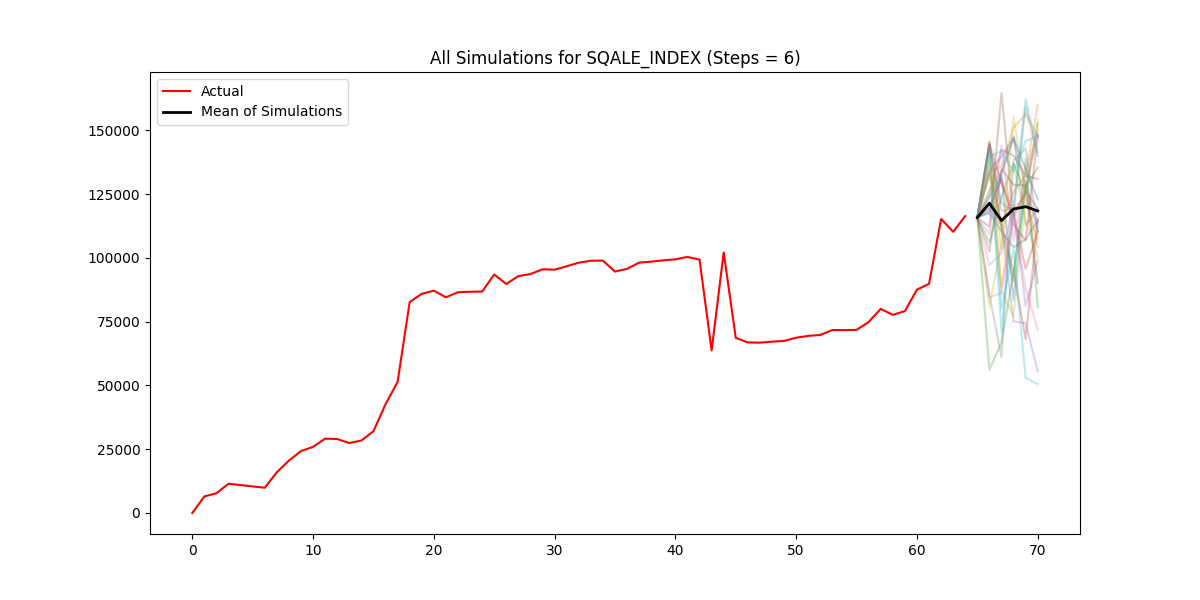 All Simulations for SQALE_INDEX (Steps = 6)
Actual
Mean of Simulations
150000
125000
100000
75000
50000
25000
0
0 10 20 30 40 50 60 70